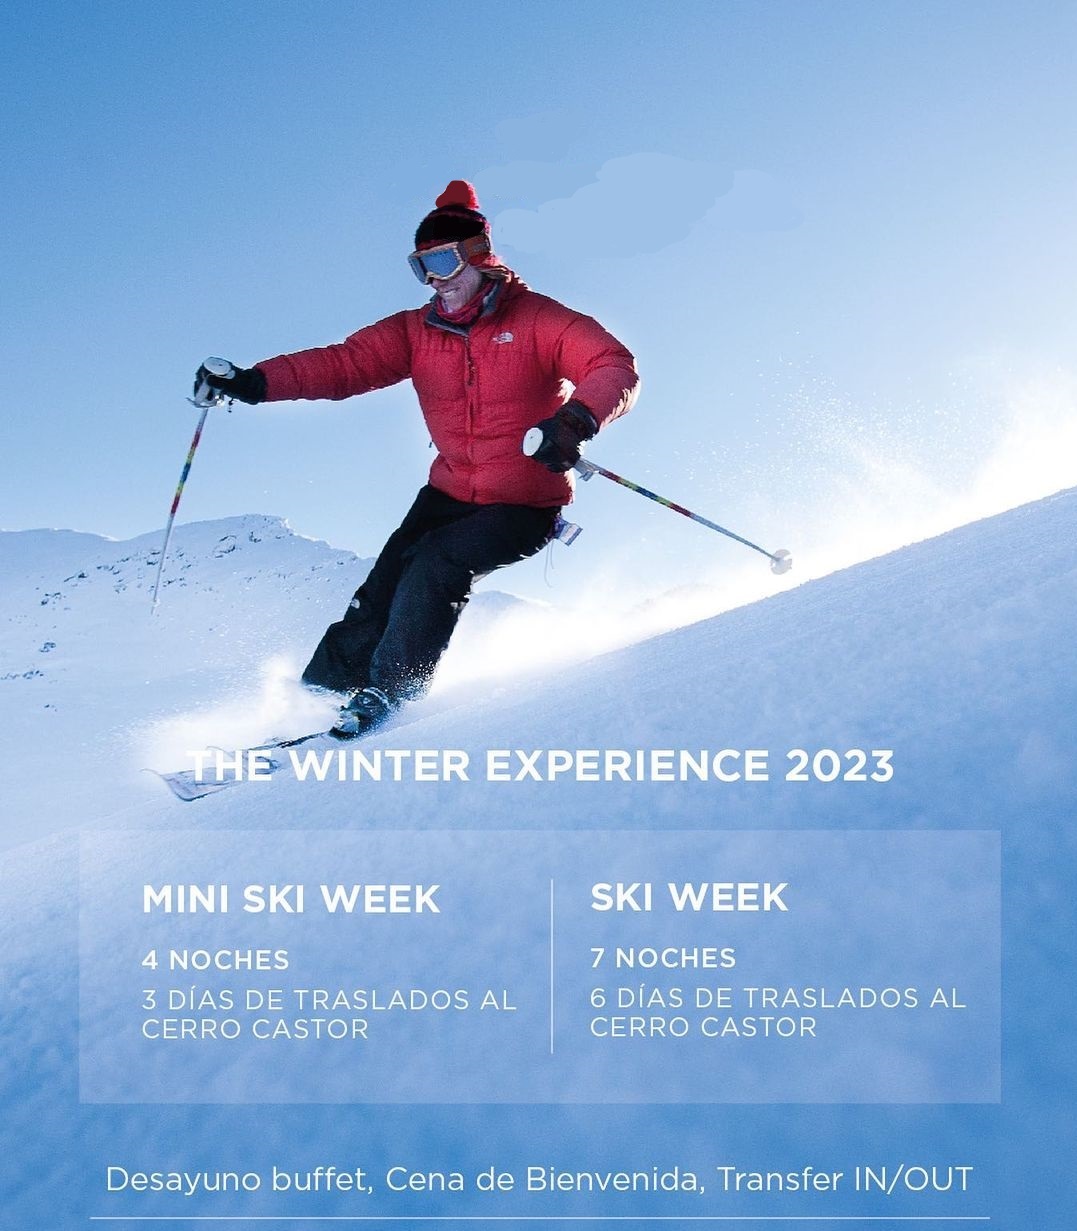 THE WINTER EXPERIENCE 2023
MINI SKI WEEK
4 NOCHES
3 DÍAS DE TRASLADOS AL
CERRO CASTOR
SKI WEEK
7 NOCHES
6 DÍAS DE TRASLADOS AL
CERRO CASTOR
Desayuno buffet, Cena de Bienvenida, Transfer IN/OUT